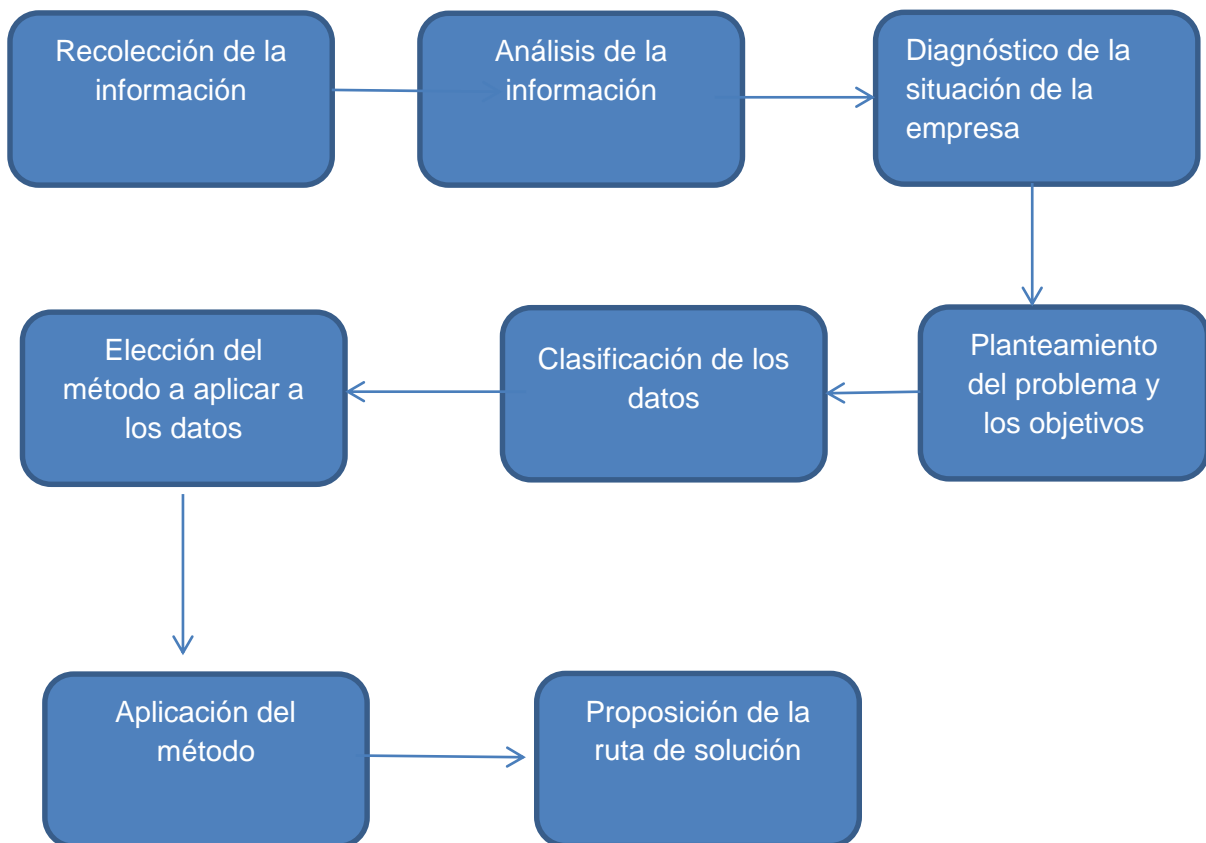 Recolección de la
información
Análisis de la
información
Diagnóstico de la
situación de la
empresa
Planteamiento
del problema y
los objetivos
Clasificación de los
datos
Elección del
método a aplicar a
los datos
Aplicación del
método
Proposición de la
ruta de solución